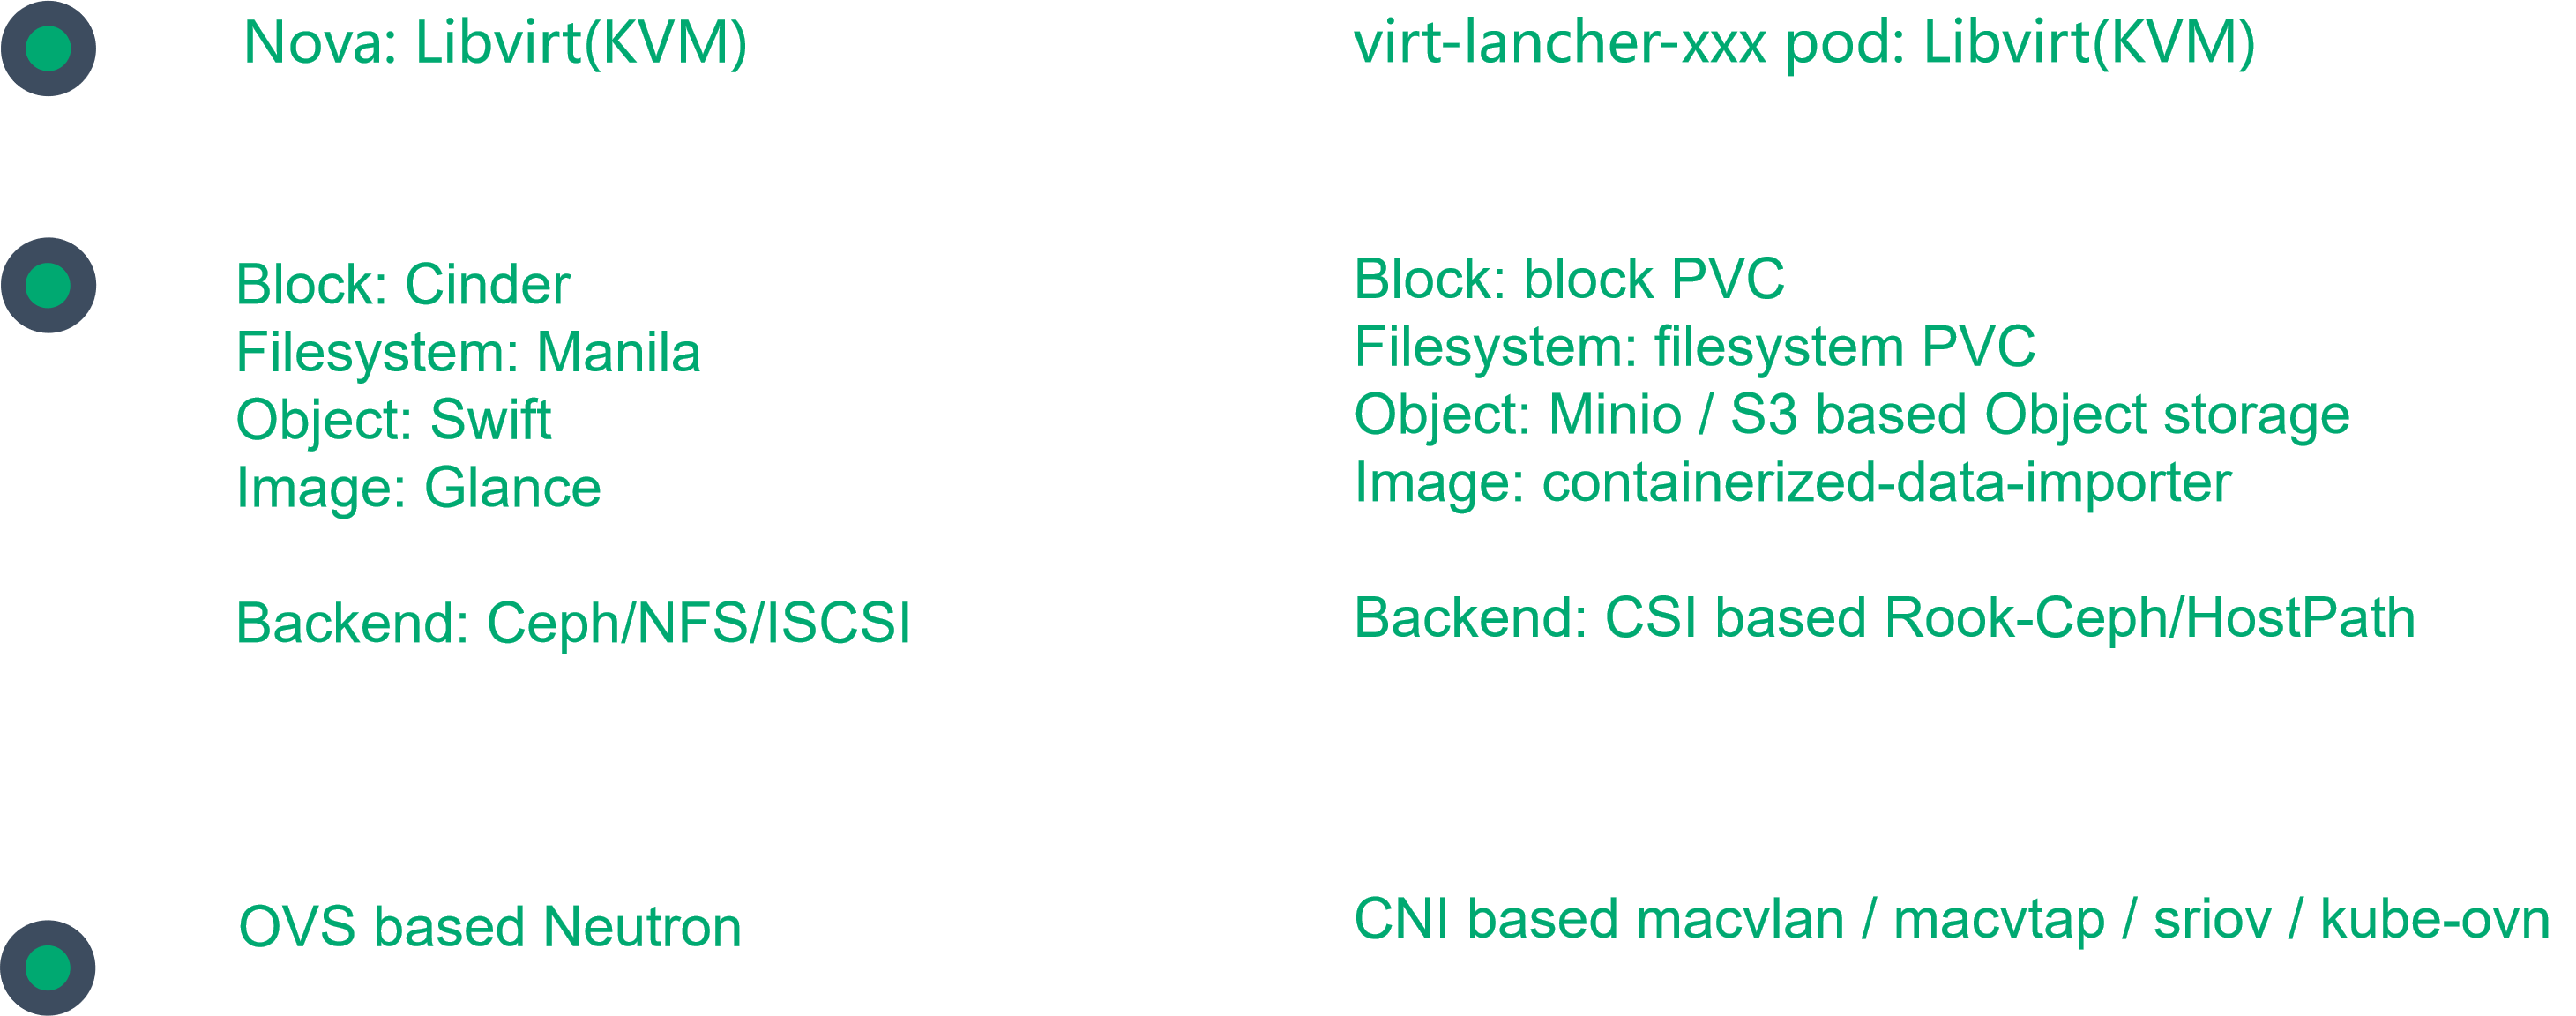 Nova: Libvirt(KVM)
virt-lancher-xxx pod: Libvirt(KVM)
Block: Cinder
Filesystem: Manila
Object: Swift
Image: Glance
Backend: Ceph/NFS/ISCSI
Block: block PVC
Filesystem: filesystem PVC
Object: Minio / S3 based Object storage
Image: containerized-data-importer
Backend: CSI based Rook-Ceph/HostPath
OVS based Neutron
CNI based macvlan / macvtap / sriov / kube-ovn